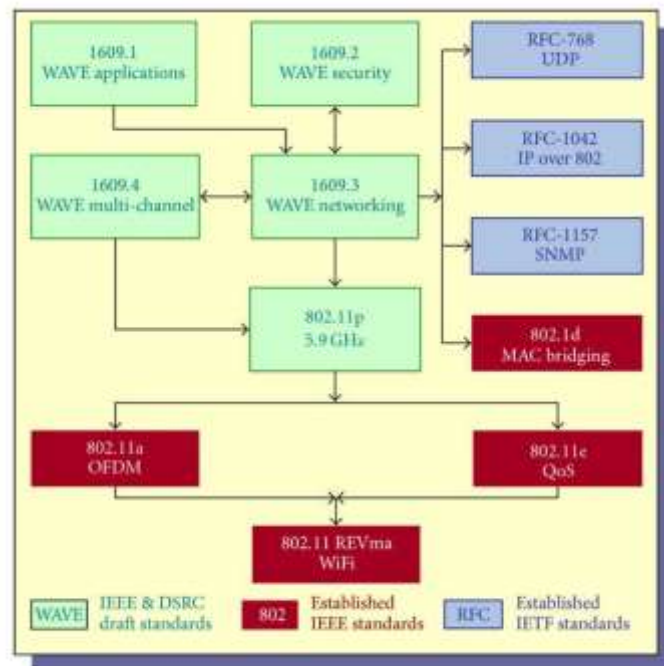 1609.1
WAVE applications
1609.2
WAVE security
RFC-768
UDP
RFC-1042
IP over 802
1609.4
WAVE multi-channel
1609.3
WAVE networking
RFC-1157
SNMP
802.11p
5.9 GHz
802.1d
MAC bridging
802.11a
OFDM
802.11e
QoS
802.11 REVma
WiFi
WAVE
IEEE & DSRC
draft standards
802
Established
IEEE standards
RFC
Established
IETF standards